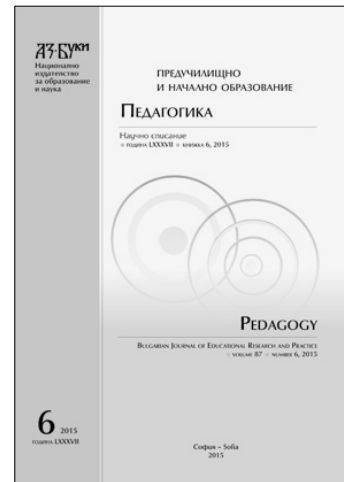 АЗ·БУКИ
Национално
издателство
за образование
и наука
ПРЕДУЧИЛИЩНО
И НАЧАЛНО ОБРАЗОВАНИЕ
ПЕДАГОГИКА
Научно списание
година LXXXVII книжка 6, 2015
PEDAGOGY
BULGARIAN JOURNAL OF EDUCATIONAL RESEARCH AND PRACTICE
VOLUME 87 NUMBER 6, 2015
6 2015
година LXXXVII
София – Sofia
2015